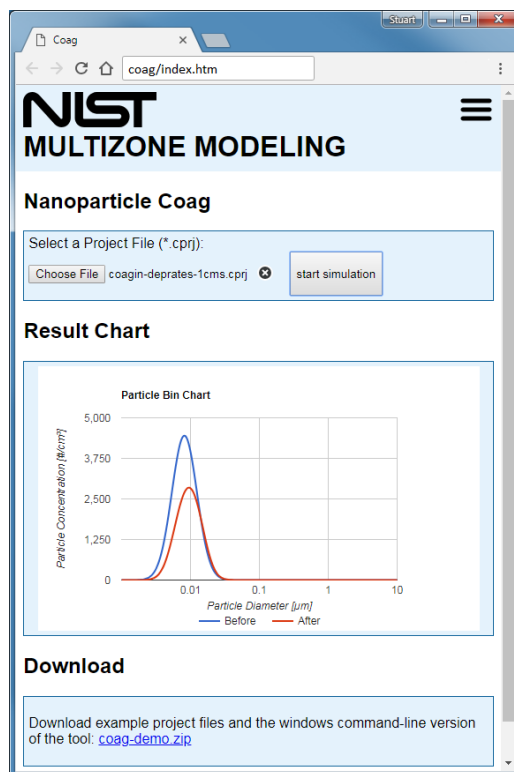 Stuart
Coag
coag/index.htm
NIST
MULTIZONE MODELING
Nanoparticle Coag
Select a Project File (*.cprj):
Choose File coagin-deprates-1cms.cprj start simulation
Result Chart
Particle Bin Chart
5,000
3,750
2,500
1,250
0
Particle Concentration [#/cm³]
0.01 0.1 1 10
Particle Diameter [µm]
Before After
Download
Download example project files and the windows command-line version
of the tool: coag-demo.zip